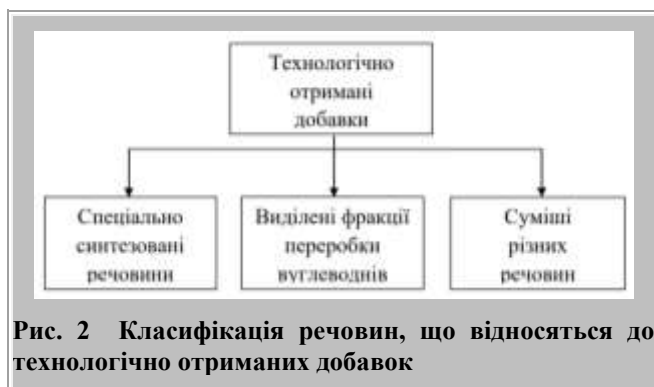 Технологічно
отримані
добавки
Спеціально
синтезовані
речовини
Виділені фракції
переробки
вуглеводнів
Суміші
різних
речовин
Рис. 2 Класифікація речовин, що відносяться до
технологічно отриманих добавок